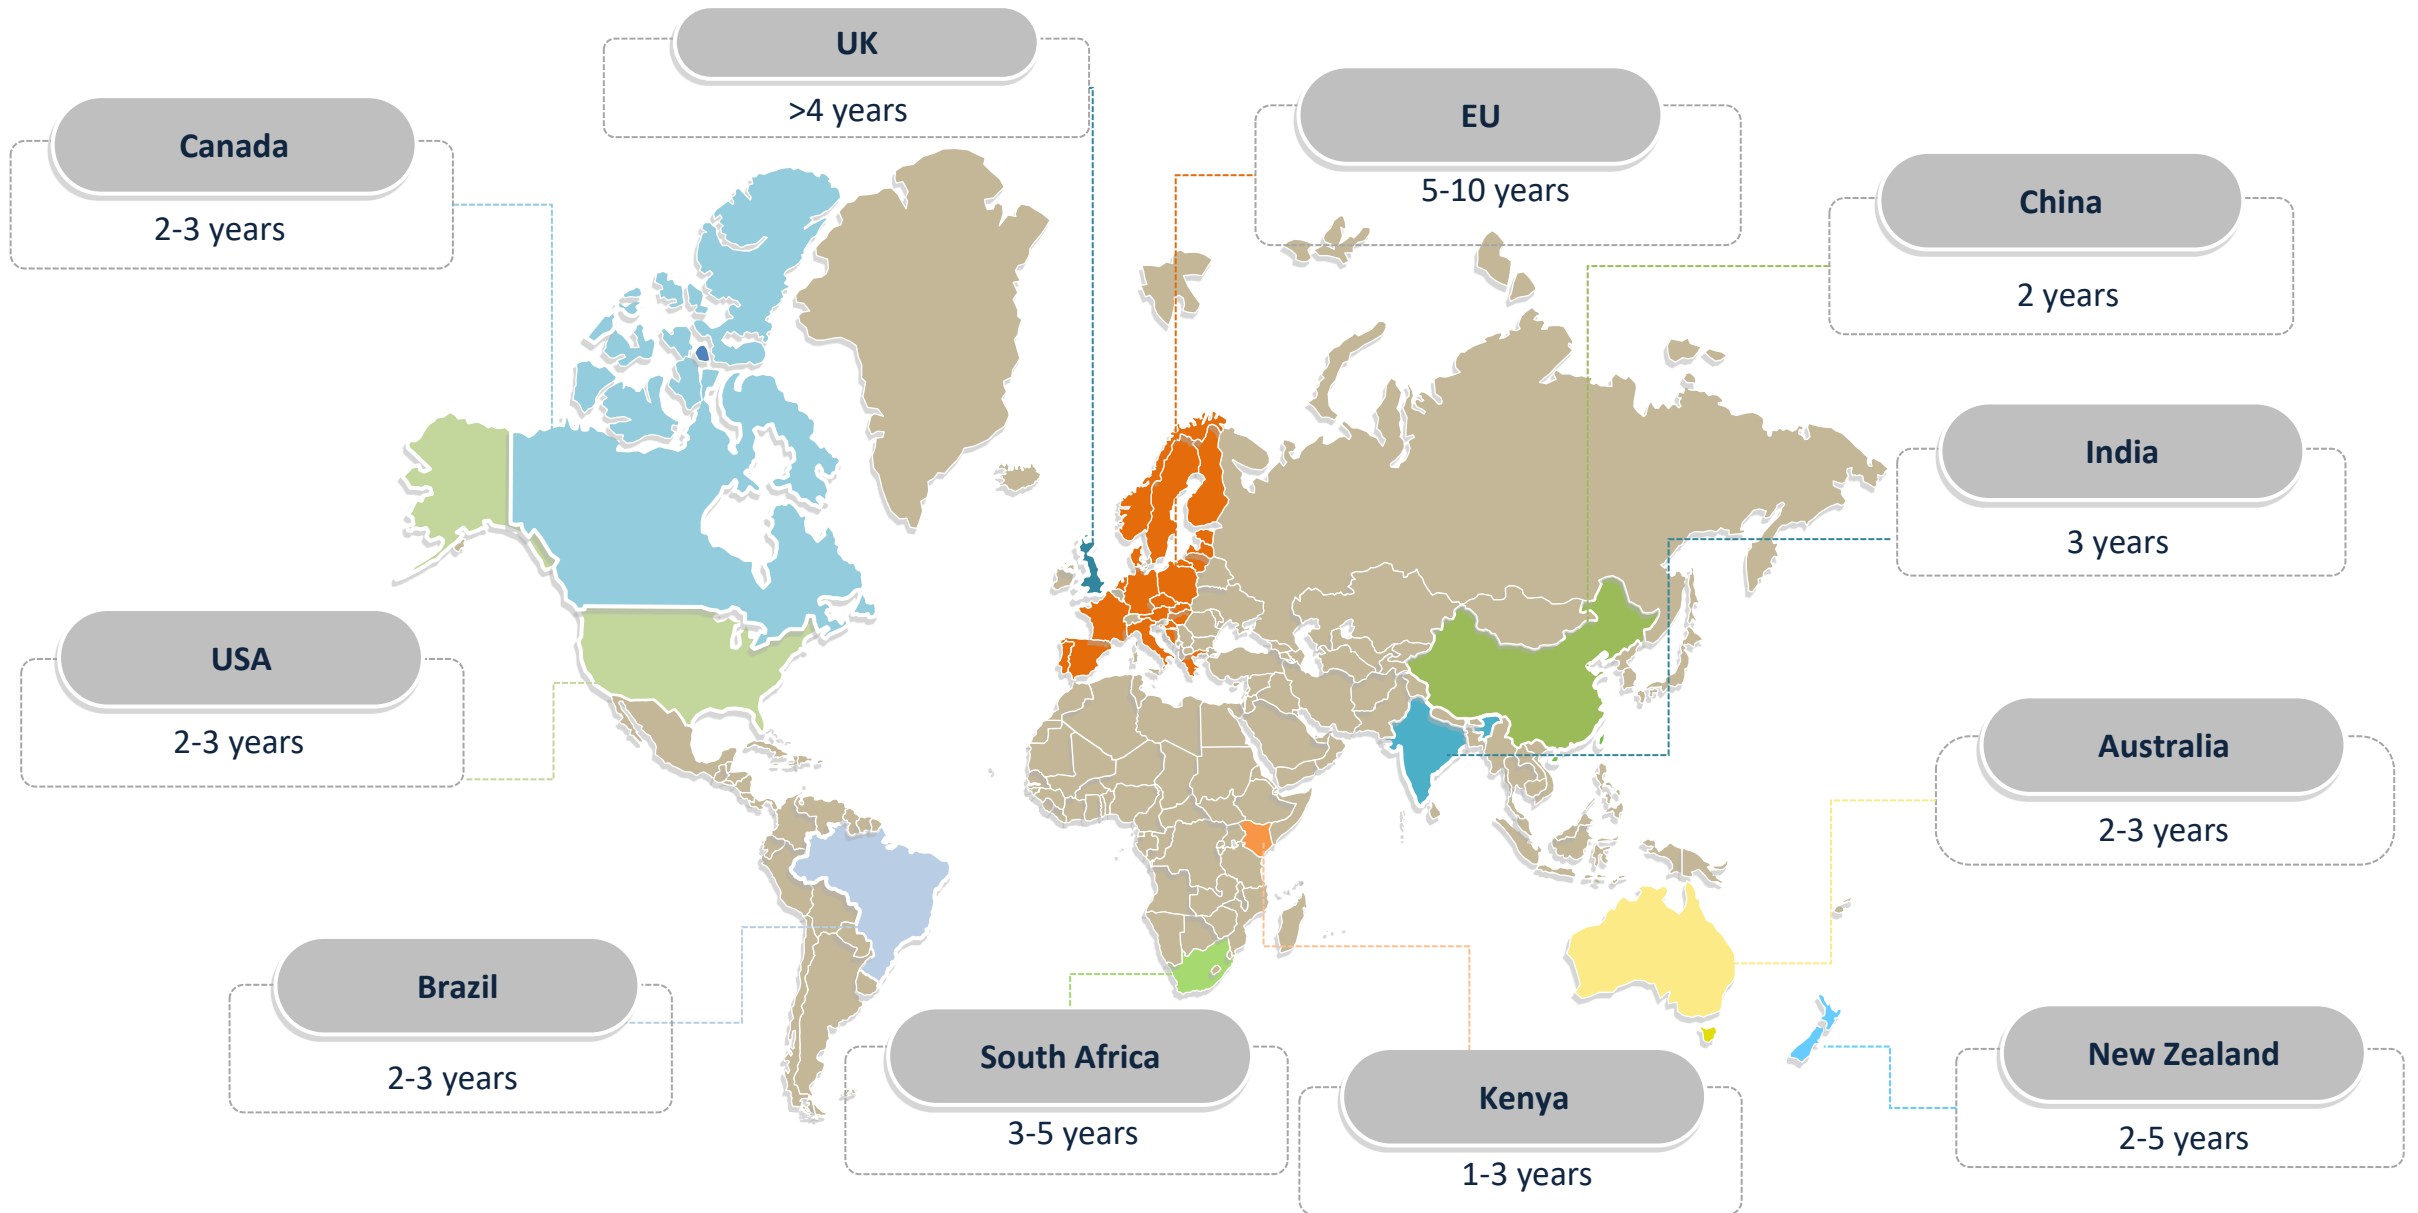 UK
>4 years
EU
5-10 years
Canada
2-3 years
China
2 years
India
3 years
USA
2-3 years
Australia
2-3 years
Brazil
2-3 years
South Africa
3-5 years
Kenya
1-3 years
New Zealand
2-5 years